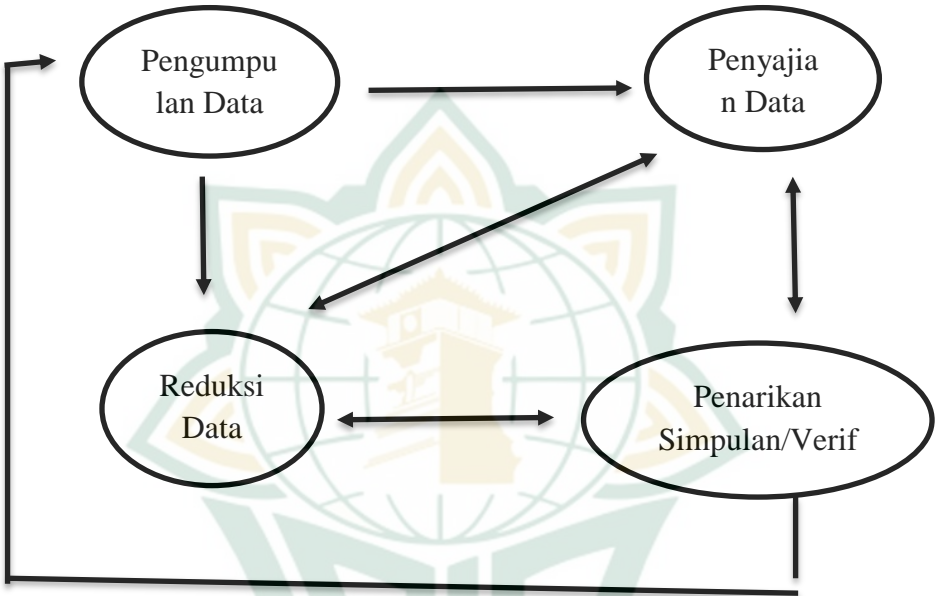 Pengumpu
lan Data
Penyajia
n Data
Reduksi
Data
Penarikan
Simpulan/Verif